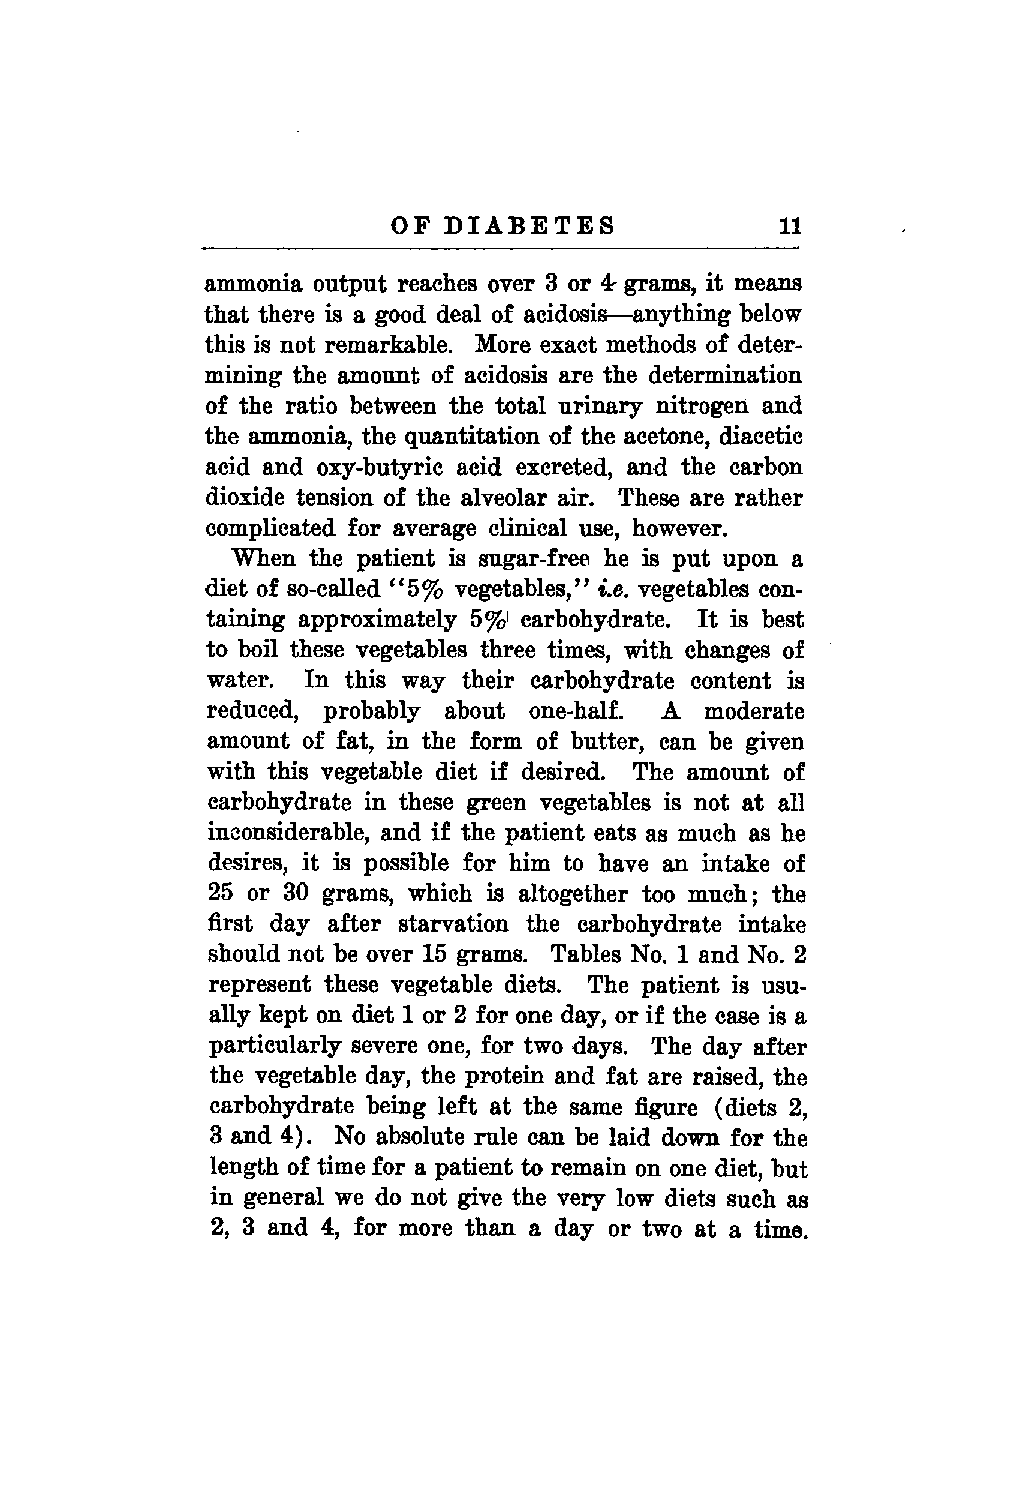 OF DIABETES 11
ammonia output reaches over 3 or 4 grams, it means
that there is a good deal of acidosis—anything below
this is not remarkable. More exact methods of deter-
mining the amount of acidosis are the determination
of the ratio between the total urinary nitrogen and
the ammonia, the quantitation of the acetone, diacetic
acid and oxy-butyric acid excreted, and the carbon
dioxide tension of the alveolar air. These are rather
complicated for average clinical use, however.
When the patient is sugar-free he is put upon a
diet of so-called “5% vegetables,” i.e. vegetables con-
taining approximately 5% carbohydrate. It is best
to boil these vegetables three times, with changes of
water. In this way their carbohydrate content is
reduced, probably about one-half. A moderate
amount of fat, in the form of butter, can be given
with this vegetable diet if desired. The amount of
carbohydrate in these green vegetables is not at all
inconsiderable, and if the patient eats as much as he
desires, it is possible for him to have an intake of
25 or 30 grams, which is altogether too much; the
first day after starvation the carbohydrate intake
should not be over 15 grams. Tables No. 1 and No. 2
represent these vegetable diets. The patient is usu-
ally kept on diet 1 or 2 for one day, or if the case is a
particularly severe one, for two days. The day after
the vegetable day, the protein and fat are raised, the
carbohydrate being left at the same figure (diets 2,
3 and 4). No absolute rule can be laid down for the
length of time for a patient to remain on one diet, but
in general we do not give the very low diets such as
2, 3 and 4, for more than a day or two at a time.